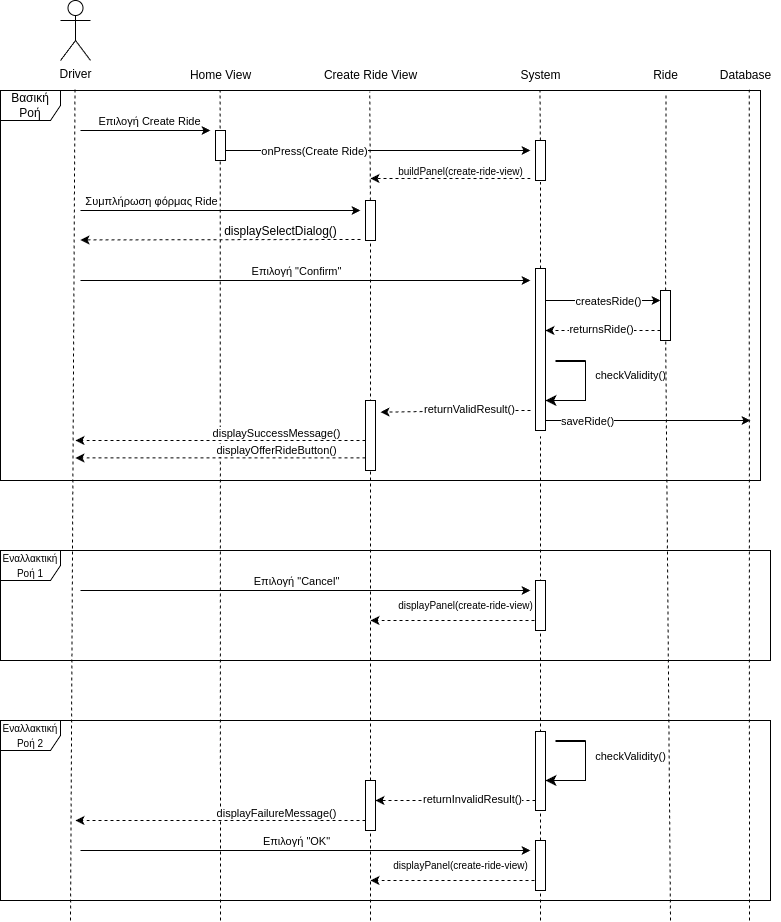 Driver
Home View
Create Ride View
System
Ride
Database
Βασική
Ροή
Επιλογή Create Ride
onPress(Create Ride)
buildPanel(create-ride-view)
Συμπλήρωση φόρμας Ride
displaySelectDialog()
Επιλογή "Confirm"
createsRide()
returnsRide()
checkValidity()
returnValidResult()
saveRide()
displaySuccessMessage()
displayOfferRideButton()
Εναλλακτική
Ροή 1
Επιλογή "Cancel"
displayPanel(create-ride-view)
Εναλλακτική
Ροή 2
checkValidity()
returnInvalidResult()
displayFailureMessage()
Επιλογή "OK"
displayPanel(create-ride-view)